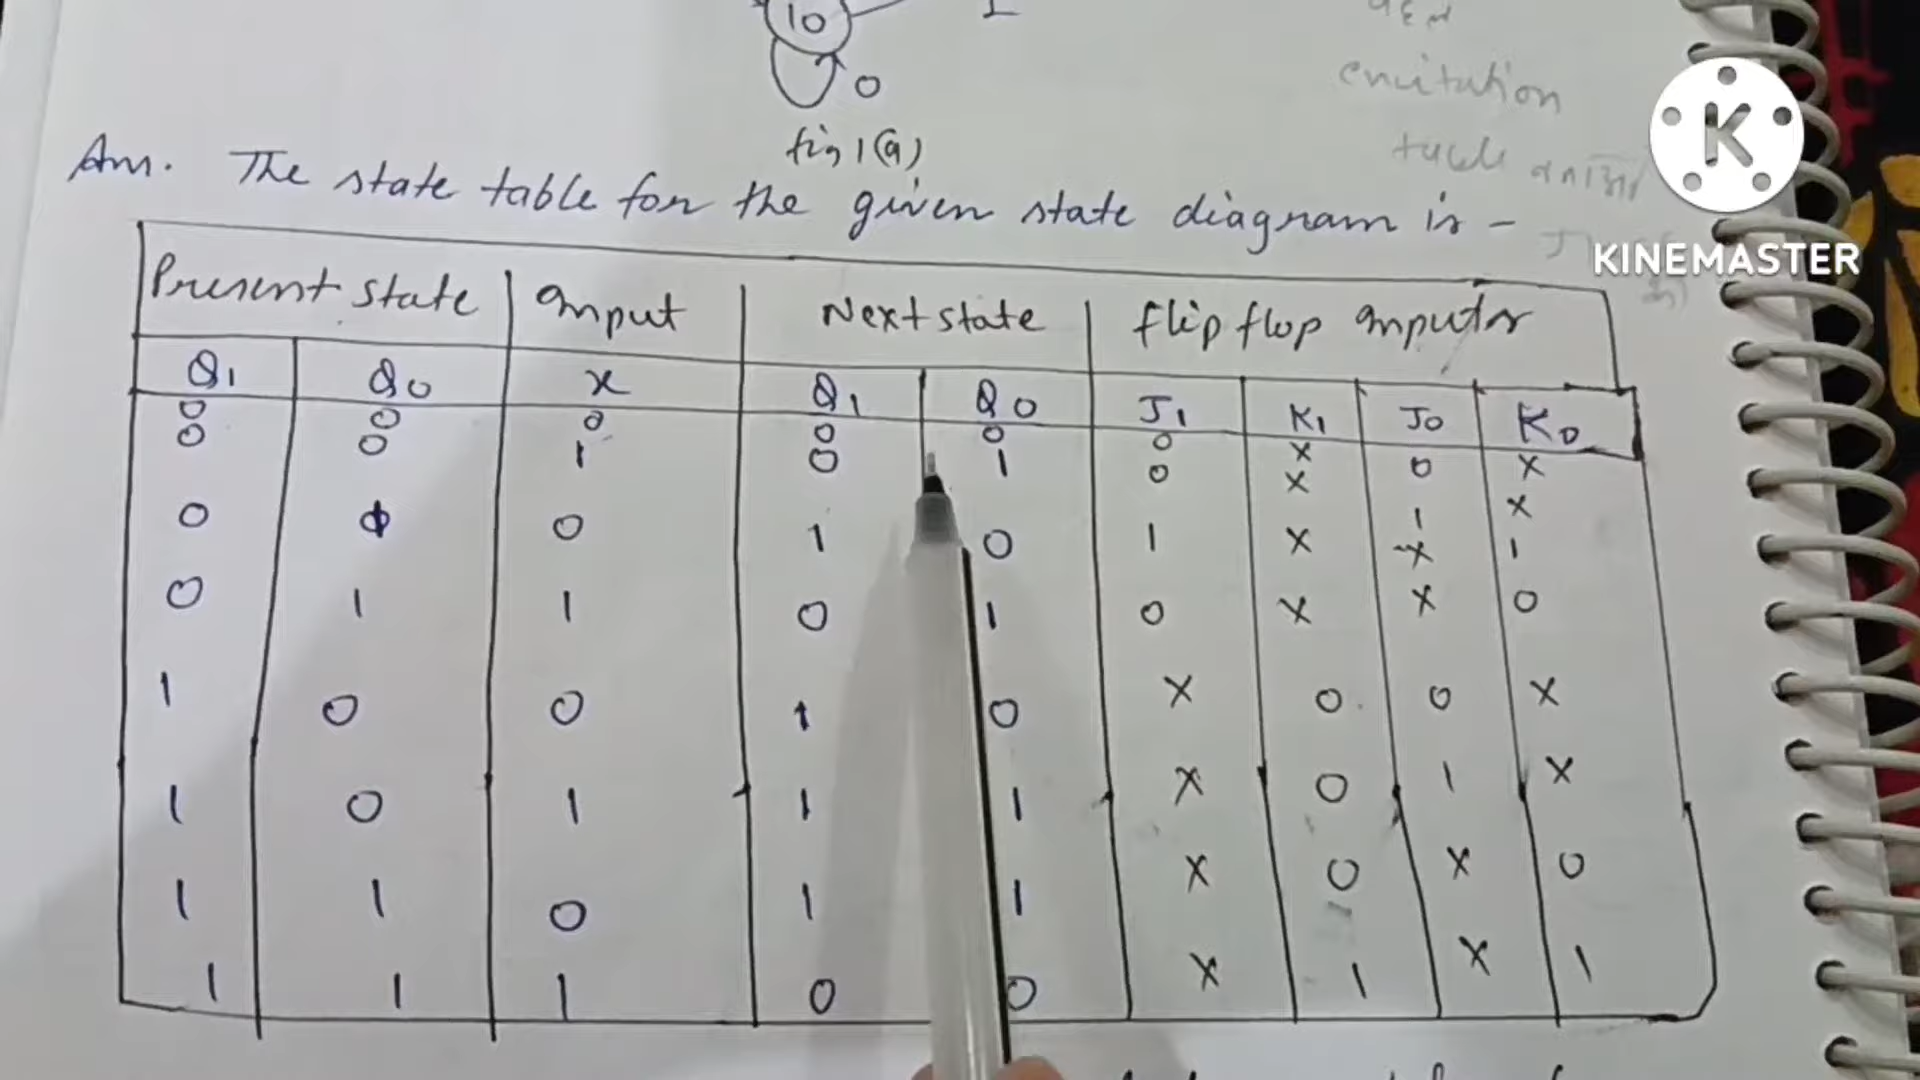 10
1
0
fig 1(a)
excitation
table
KINEMASTER
Ans. The state table for the given state diagram is -
Present state Input Next state flip flop inputs
Q1 Q0 x Q1 Q0 J1 K1 J0 K0
0 0 0 0 0 0 x 0 x
0 0 1 0 1 0 x 1 x
0 1 0 1 0 1 x x 1
0 1 1 0 1 0 x x 0
1 0 0 1 0 x 0 0 x
1 0 1 1 1 x 0 1 x
1 1 0 1 1 x 0 x 0
1 1 1 0 0 x 1 x 1